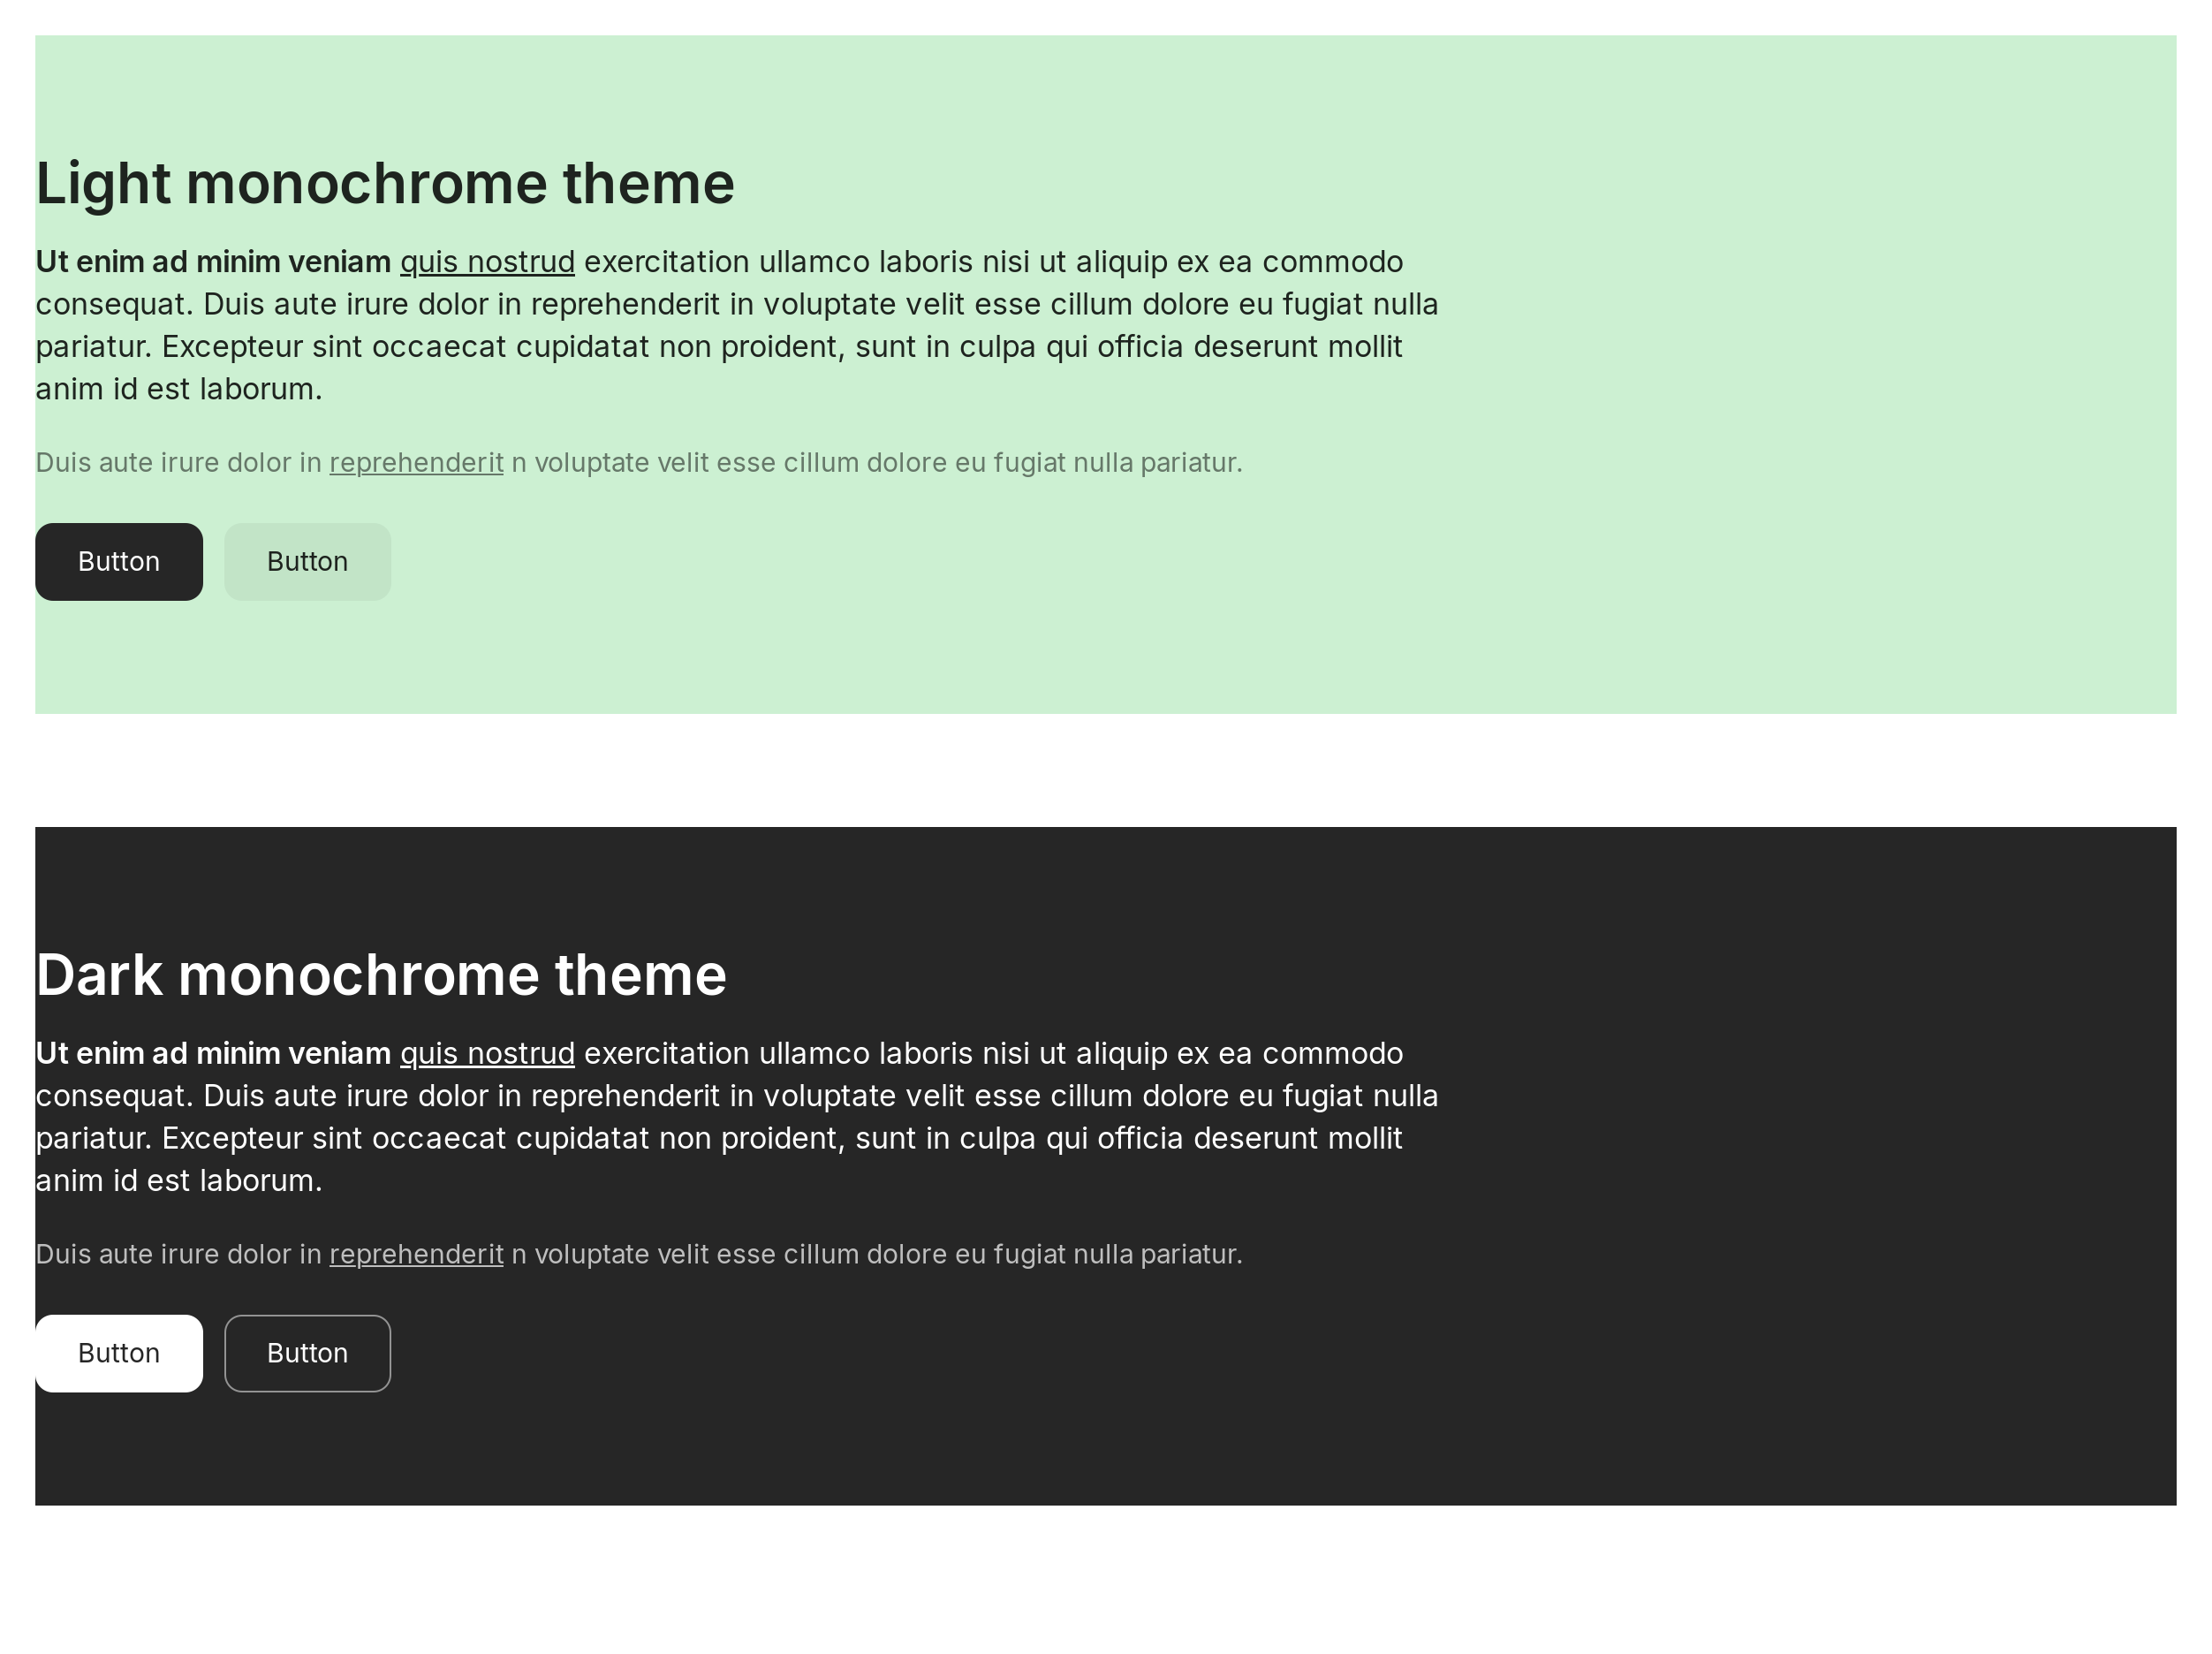 Light monochrome theme
Ut enim ad minim veniam quis nostrud exercitation ullamco laboris nisi ut aliquip ex ea commodo
consequat. Duis aute irure dolor in reprehenderit in voluptate velit esse cillum dolore eu fugiat nulla
pariatur. Excepteur sint occaecat cupidatat non proident, sunt in culpa qui officia deserunt mollit
anim id est laborum.
Duis aute irure dolor in reprehenderit n voluptate velit esse cillum dolore eu fugiat nulla pariatur.
Button Button
Dark monochrome theme
Ut enim ad minim veniam quis nostrud exercitation ullamco laboris nisi ut aliquip ex ea commodo
consequat. Duis aute irure dolor in reprehenderit in voluptate velit esse cillum dolore eu fugiat nulla
pariatur. Excepteur sint occaecat cupidatat non proident, sunt in culpa qui officia deserunt mollit
anim id est laborum.
Duis aute irure dolor in reprehenderit n voluptate velit esse cillum dolore eu fugiat nulla pariatur.
Button Button